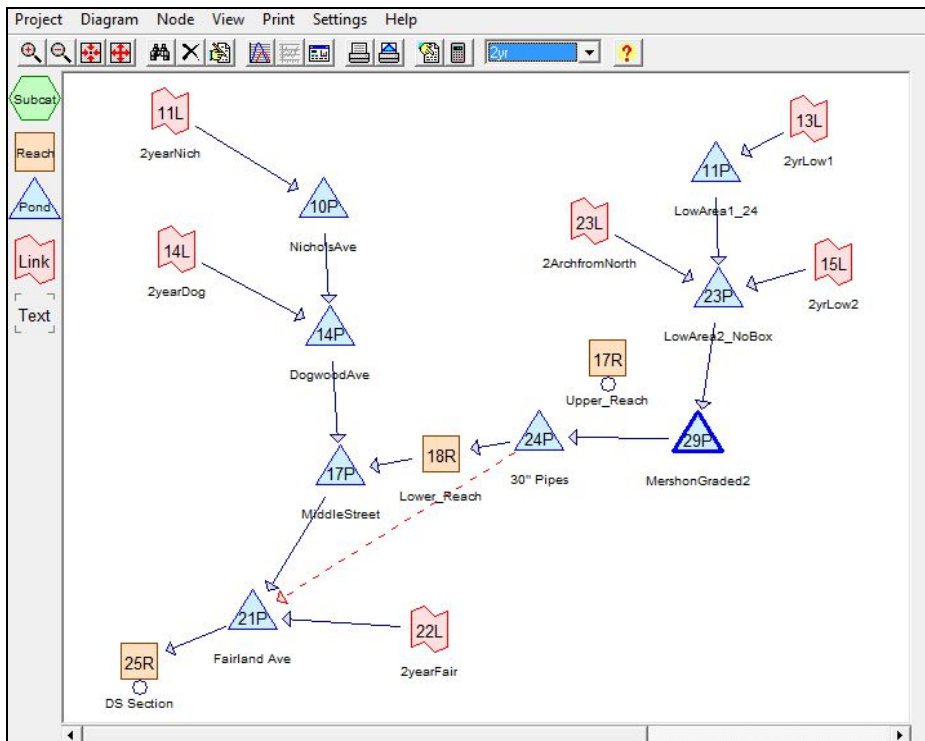 Project Diagram Node View Print Settings Help
2yr
?
Subcat
Reach
Pond
Link
Text
11L
2yearNich
13L
2yrLow1
11P
LowArea1_24
10P
NicholsAve
23L
2ArchfromNorth
14L
2yearDog
15L
2yrLow2
23P
LowArea2_NoBox
14P
DogwoodAve
17R
Upper_Reach
24P
30" Pipes
29P
MershonGraded2
18R
Lower_Reach
17P
MiddleStreet
21P
Fairland Ave
22L
2yearFair
25R
DS Section